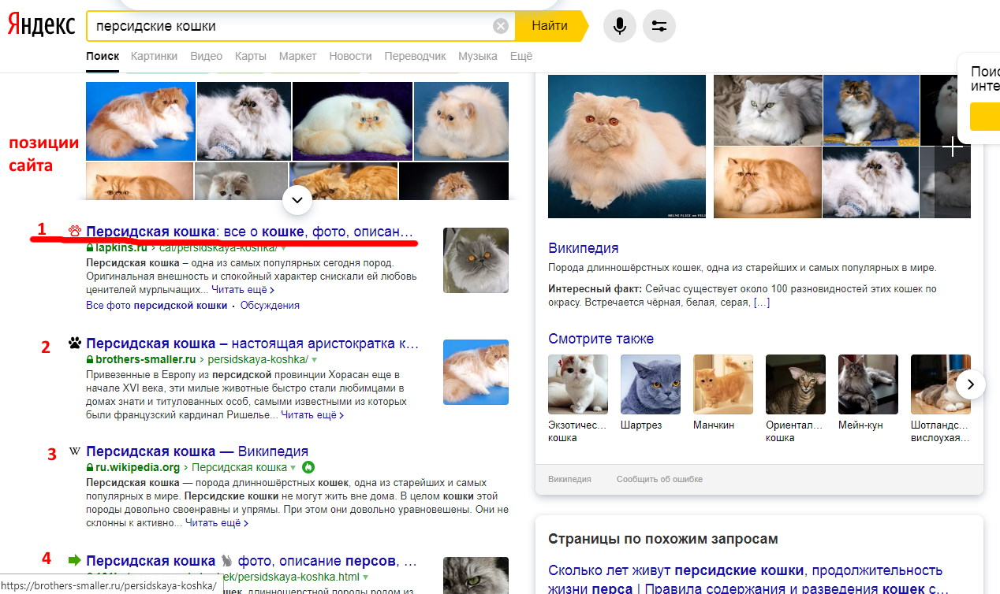 Яндекс
персидские кошки
Найти
Поиск Картинки Видео Карты Маркет Новости Переводчик Музыка Ещё
позиции
сайта
1
Персидская кошка: все о кошке, фото, описан...
lapkins.ru › cat/persidskaya-koshka/
Персидская кошка – одна из самых популярных сегодня пород.
Оригинальная внешность и спокойный характер снискали ей любовь
ценителей мурлычащих... Читать ещё ›
Все фото персидской кошки · Обсуждения
2
Персидская кошка – настоящая аристократка к...
brothers-smaller.ru › persidskaya-koshka/
Привезенные в Европу из персидской провинции Хорасан еще в
начале XVI века, эти милые животные быстро стали любимцами в
домах знати и титулованных особ, самыми известными из которых
были французский кардинал Ришелье... Читать ещё ›
3
W Персидская кошка — Википедия
ru.wikipedia.org › Персидская кошка
Персидская кошка — порода длинношёрстных кошек, одна из старейших и самых
популярных в мире. Персидские кошки не могут жить вне дома. В целом кошки этой
породы довольно своенравны и упрямы. При этом они довольно уравновешены. Они не
склонны к активно... Читать ещё ›
4
Персидская кошка фото, описание персов, ...
ek/persidskaya-koshka.html
https://brothers-smaller.ru/persidskaya-koshka/
шек, длинношерстной породы родом из
Поис
инте
Википедия
Порода длинношёрстных кошек, одна из старейших и самых популярных в мире.
Интересный факт: Сейчас существует около 100 разновидностей этих кошек по
окрасу. Встречается чёрная, белая, серая, [...]
Смотрите также
Экзотичес...
кошка
Шартрез
Манчкин
Ориентал...
кошка
Мейн-кун
Шотландс...
вислоухая...
Википедия Сообщить об ошибке
Страницы по похожим запросам
Сколько лет живут персидские кошки, продолжительность
жизни перса | Правила содержания и разведения кошек с...